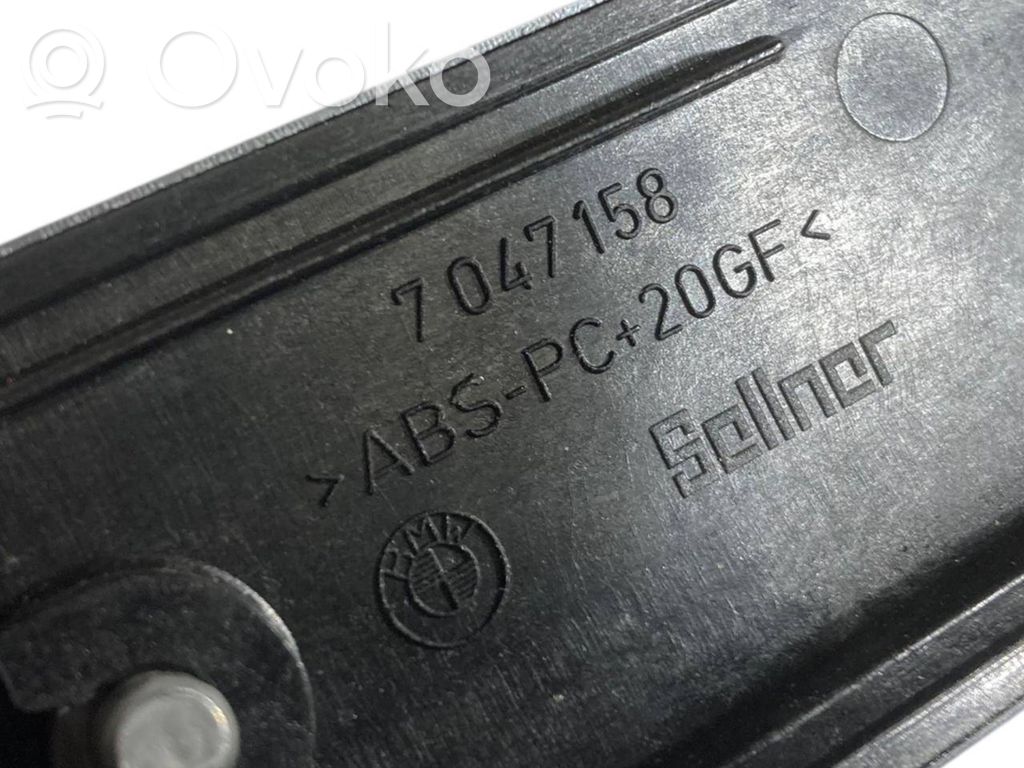 Ovoko
7 047 158
>ABS-PC+20GF<
Sellner
BMW